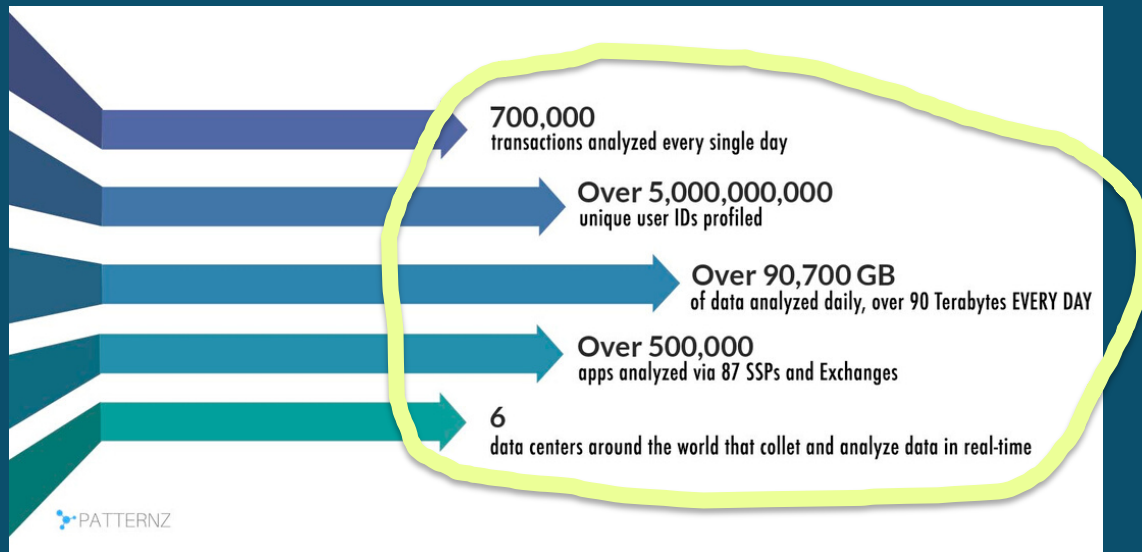 700,000
transactions analyzed every single day
Over 5,000,000,000
unique user IDs profiled
Over 90,700 GB
of data analyzed daily, over 90 Terabytes EVERY DAY
Over 500,000
apps analyzed via 87 SSPs and Exchanges
6
data centers around the world that collet and analyze data in real-time
PATTERNZ